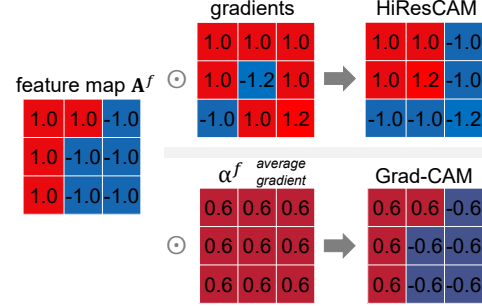 gradients
HiResCAM
1.0 1.0 1.0
1.0 1.0 -1.0
feature map A^f
⊙
1.0 -1.2 1.0
1.0 1.2 -1.0
1.0 1.0 -1.0
-1.0 1.0 1.2
-1.0 -1.0 -1.2
1.0 -1.0 -1.0
1.0 -1.0 -1.0
α^f average gradient
Grad-CAM
0.6 0.6 0.6
0.6 0.6 -0.6
⊙
0.6 0.6 0.6
0.6 -0.6 -0.6
0.6 0.6 0.6
0.6 -0.6 -0.6